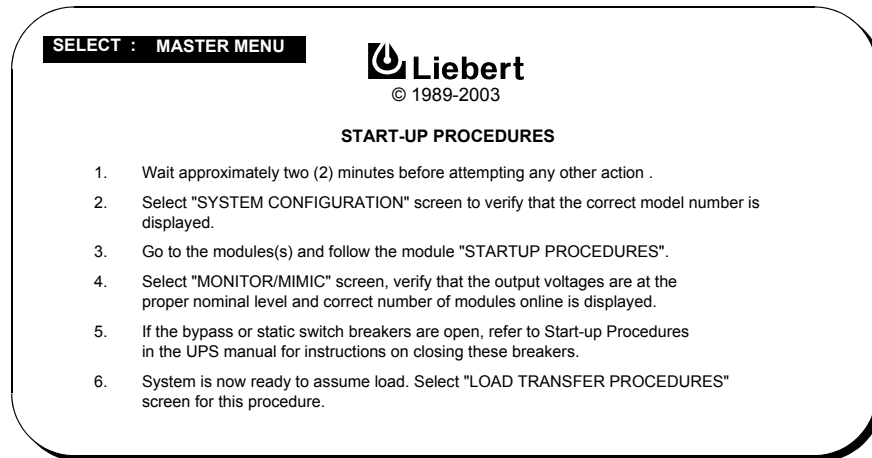 SELECT : MASTER MENU
Liebert
© 1989-2003
START-UP PROCEDURES
1. Wait approximately two (2) minutes before attempting any other action .
2. Select "SYSTEM CONFIGURATION" screen to verify that the correct model number is
displayed.
3. Go to the modules(s) and follow the module "STARTUP PROCEDURES".
4. Select "MONITOR/MIMIC" screen, verify that the output voltages are at the
proper nominal level and correct number of modules online is displayed.
5. If the bypass or static switch breakers are open, refer to Start-up Procedures
in the UPS manual for instructions on closing these breakers.
6. System is now ready to assume load. Select "LOAD TRANSFER PROCEDURES"
screen for this procedure.